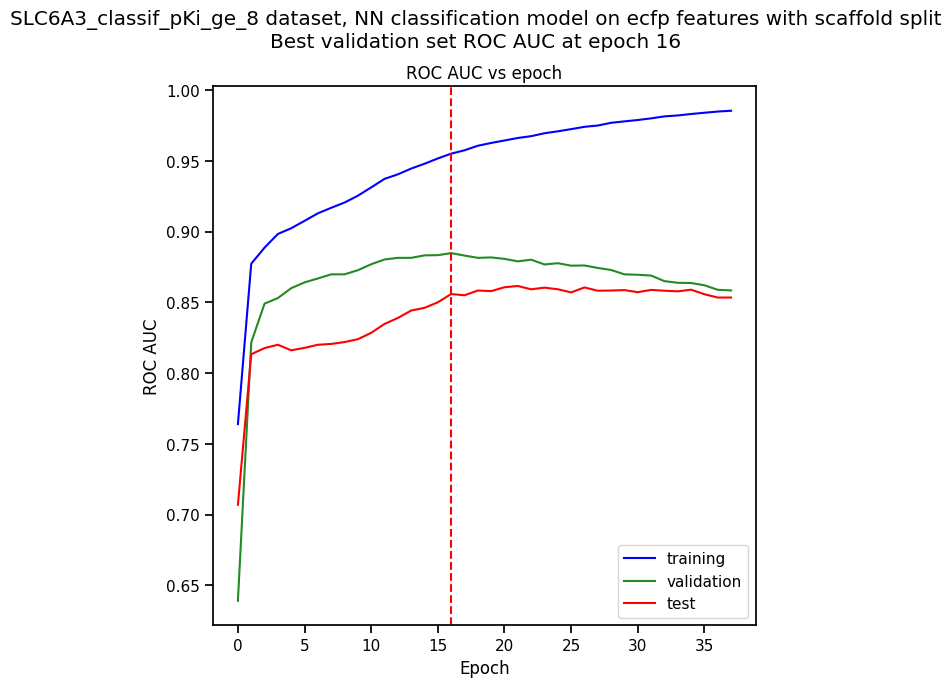 SLC6A3_classif_pKi_ge_8 dataset, NN classification model on ecfp features with scaffold split
Best validation set ROC AUC at epoch 16
ROC AUC vs epoch
1.00
0.95
0.90
0.85
0.80
0.75
0.70
0.65
ROC AUC
0
5
10
15
20
25
30
35
Epoch
training
validation
test